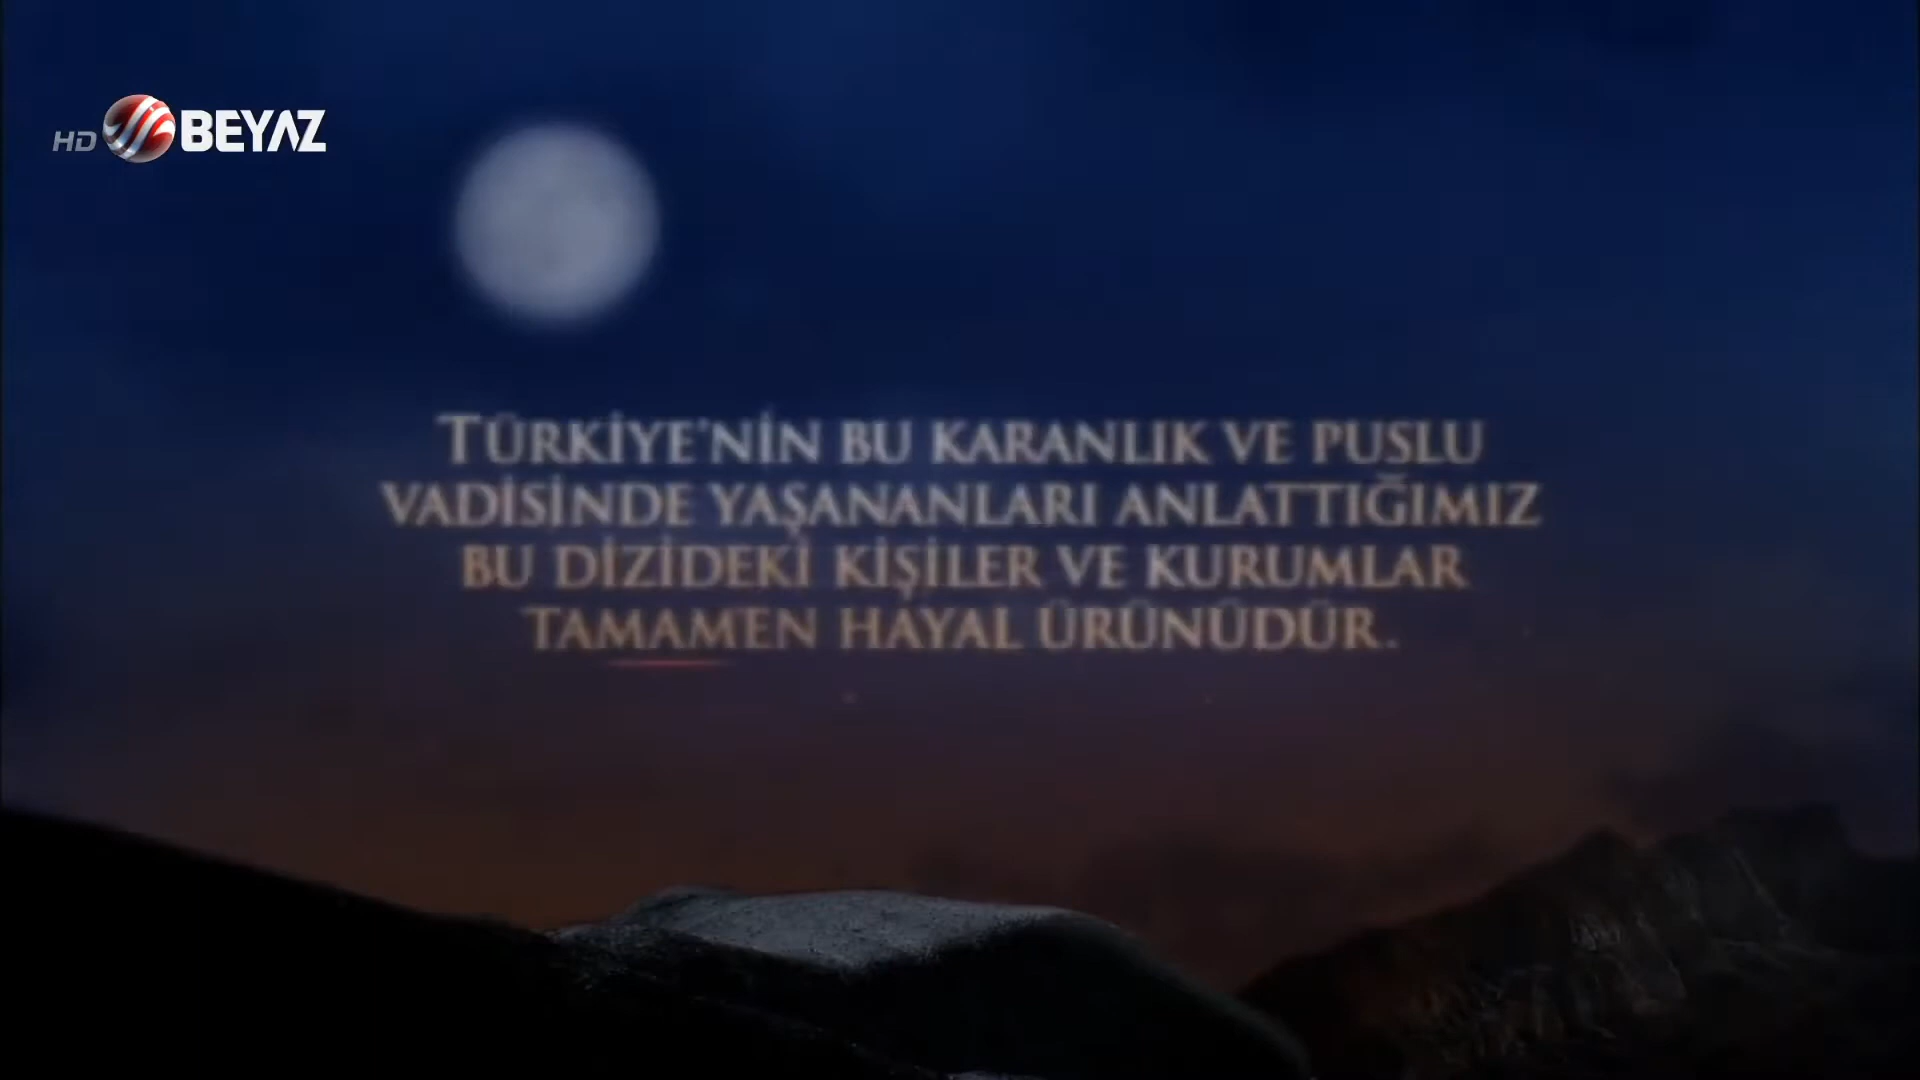 HD BEYAZ
TÜRKİYE'NİN BU KARANLIK VE PUSLU
VADİSİNDE YAŞANANLARI ANLATTIĞIMIZ
BU DİZİDEKİ KİŞİLER VE KURUMLAR
TAMAMEN HAYAL ÜRÜNÜDÜR.